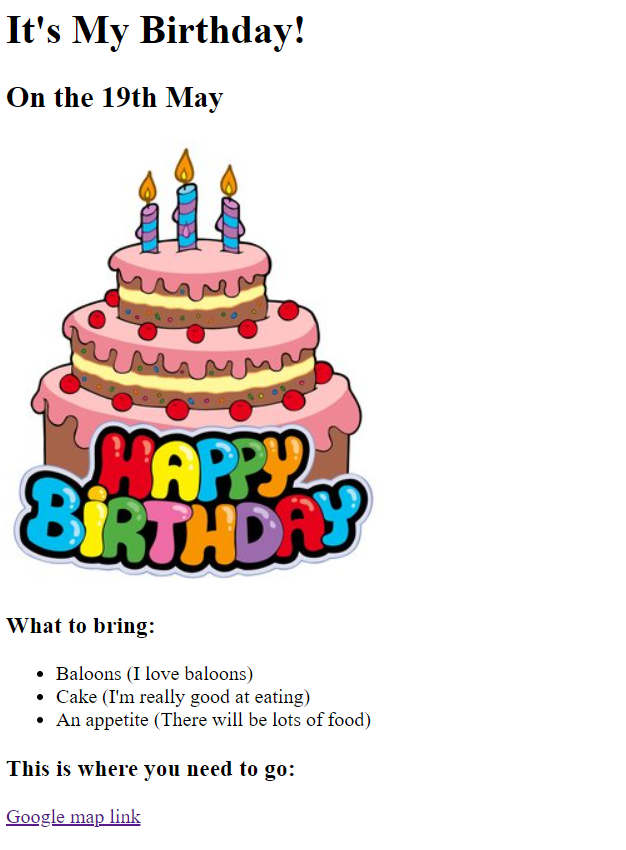 It's My Birthday!
On the 19th May
HAPPY
BiRTHDAY
What to bring:
Baloons (I love baloons)
Cake (I'm really good at eating)
An appetite (There will be lots of food)
This is where you need to go:
Google map link